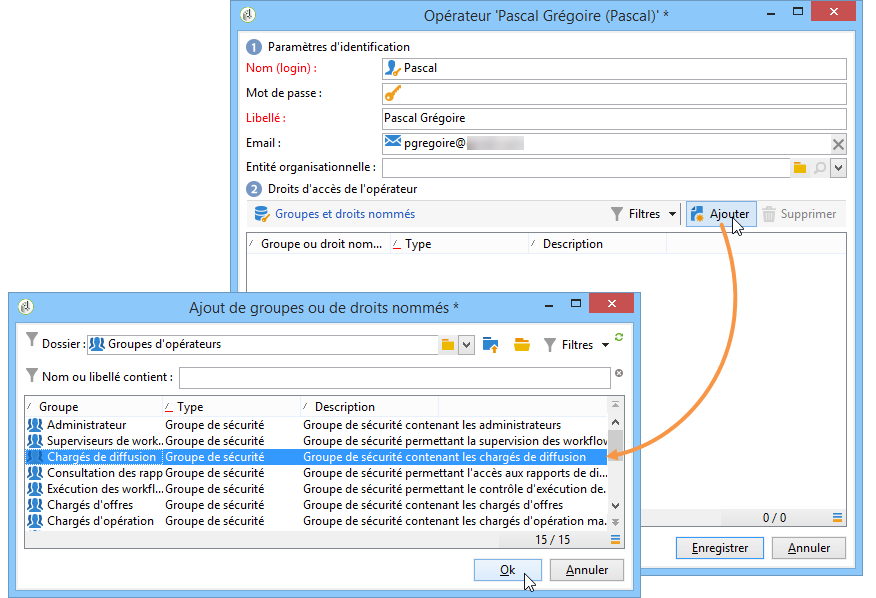 Opérateur 'Pascal Grégoire (Pascal)' *
1 Paramètres d'identification
Nom (login) : Pascal
Mot de passe :
Libellé : Pascal Grégoire
Email : pgregoire@
Entité organisationnelle :
2 Droits d'accès de l'opérateur
Groupes et droits nommés Filtres Ajouter Supprimer
Groupe ou droit nom... Type Description
Ajout de groupes ou de droits nommés *
Dossier : Groupes d'opérateurs Filtres
Nom ou libellé contient :
Groupe Type Description
Administrateur Groupe de sécurité Groupe de sécurité contenant les administrateurs
Superviseurs de work... Groupe de sécurité Groupe de sécurité permettant la supervision des workflow
Chargés de diffusion Groupe de sécurité Groupe de sécurité contenant les chargés de diffusion
Consultation des rapp Groupe de sécurité Groupe de sécurité permettant l'accès aux rapports de di...
Exécution des workfl... Groupe de sécurité Groupe de sécurité permettant le contrôle d'exécution de...
Chargés d'offres Groupe de sécurité Groupe de sécurité contenant les chargés d'offres
Chargés d'opération Groupe de sécurité Groupe de sécurité contenant les chargés d'opération ma...
15 / 15
Ok Annuler
0 / 0
Enregistrer Annuler